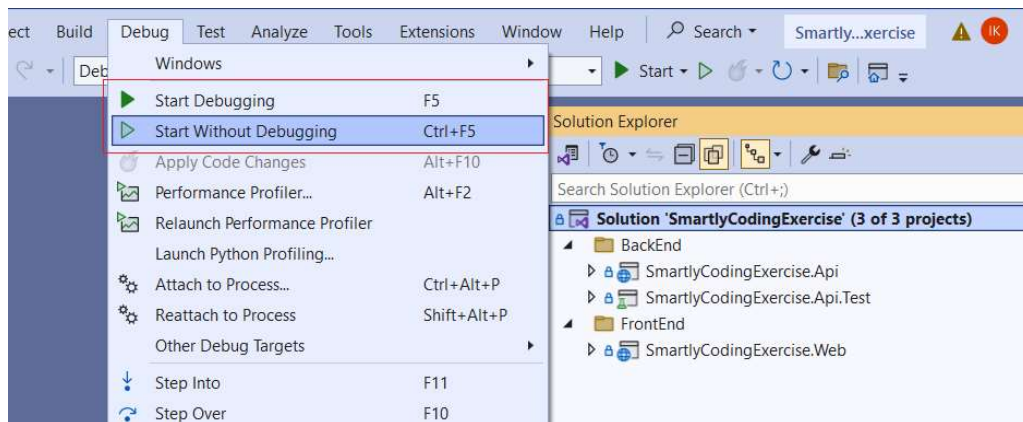 ect Build Debug Test Analyze Tools Extensions Window Help Search Smartly...xercise IK
Deb
Start
Windows
Start Debugging F5
Start Without Debugging Ctrl+F5
Apply Code Changes Alt+F10
Performance Profiler... Alt+F2
Relaunch Performance Profiler
Launch Python Profiling...
Attach to Process... Ctrl+Alt+P
Reattach to Process Shift+Alt+P
Other Debug Targets
Step Into F11
Step Over F10
Solution Explorer
Search Solution Explorer (Ctrl+;)
Solution 'SmartlyCodingExercise' (3 of 3 projects)
BackEnd
SmartlyCodingExercise.Api
SmartlyCodingExercise.Api.Test
FrontEnd
SmartlyCodingExercise.Web